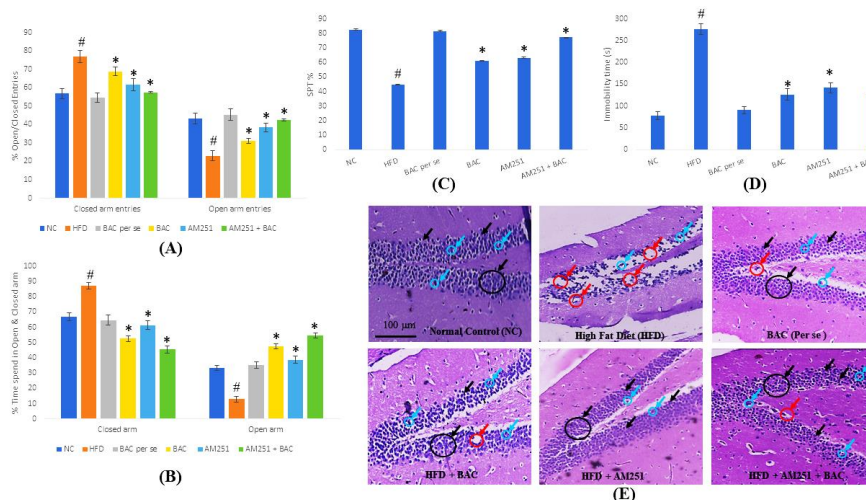 % Open/Closed Entries
90
80
70
60
50
40
30
20
10
0
#
*
*
*
#
*
*
*
Closed arm entries
Open arm entries
NC
HFD
BAC per se
BAC
AM251
AM251 + BAC
(A)
% Time spend in Open & Closed arm
100
90
80
70
60
50
40
30
20
10
0
#
*
*
*
#
*
*
*
Closed arm
Open arm
NC
HFD
BAC per se
BAC
AM251
AM251 + BAC
(B)
SPT %
90
80
70
60
50
40
30
20
10
0
#
*
*
*
NC
HFD
BAC per se
BAC
AM251
AM251 + BAC
(C)
Immobility time (s)
300
250
200
150
100
50
0
#
*
*
NC
HFD
BAC per se
BAC
AM251
AM251 + BA
(D)
100 µm
Normal Control (NC)
High Fat Diet (HFD)
BAC (Per se )
HFD + BAC
HFD + AM251
HFD + AM251 + BAC
(E)